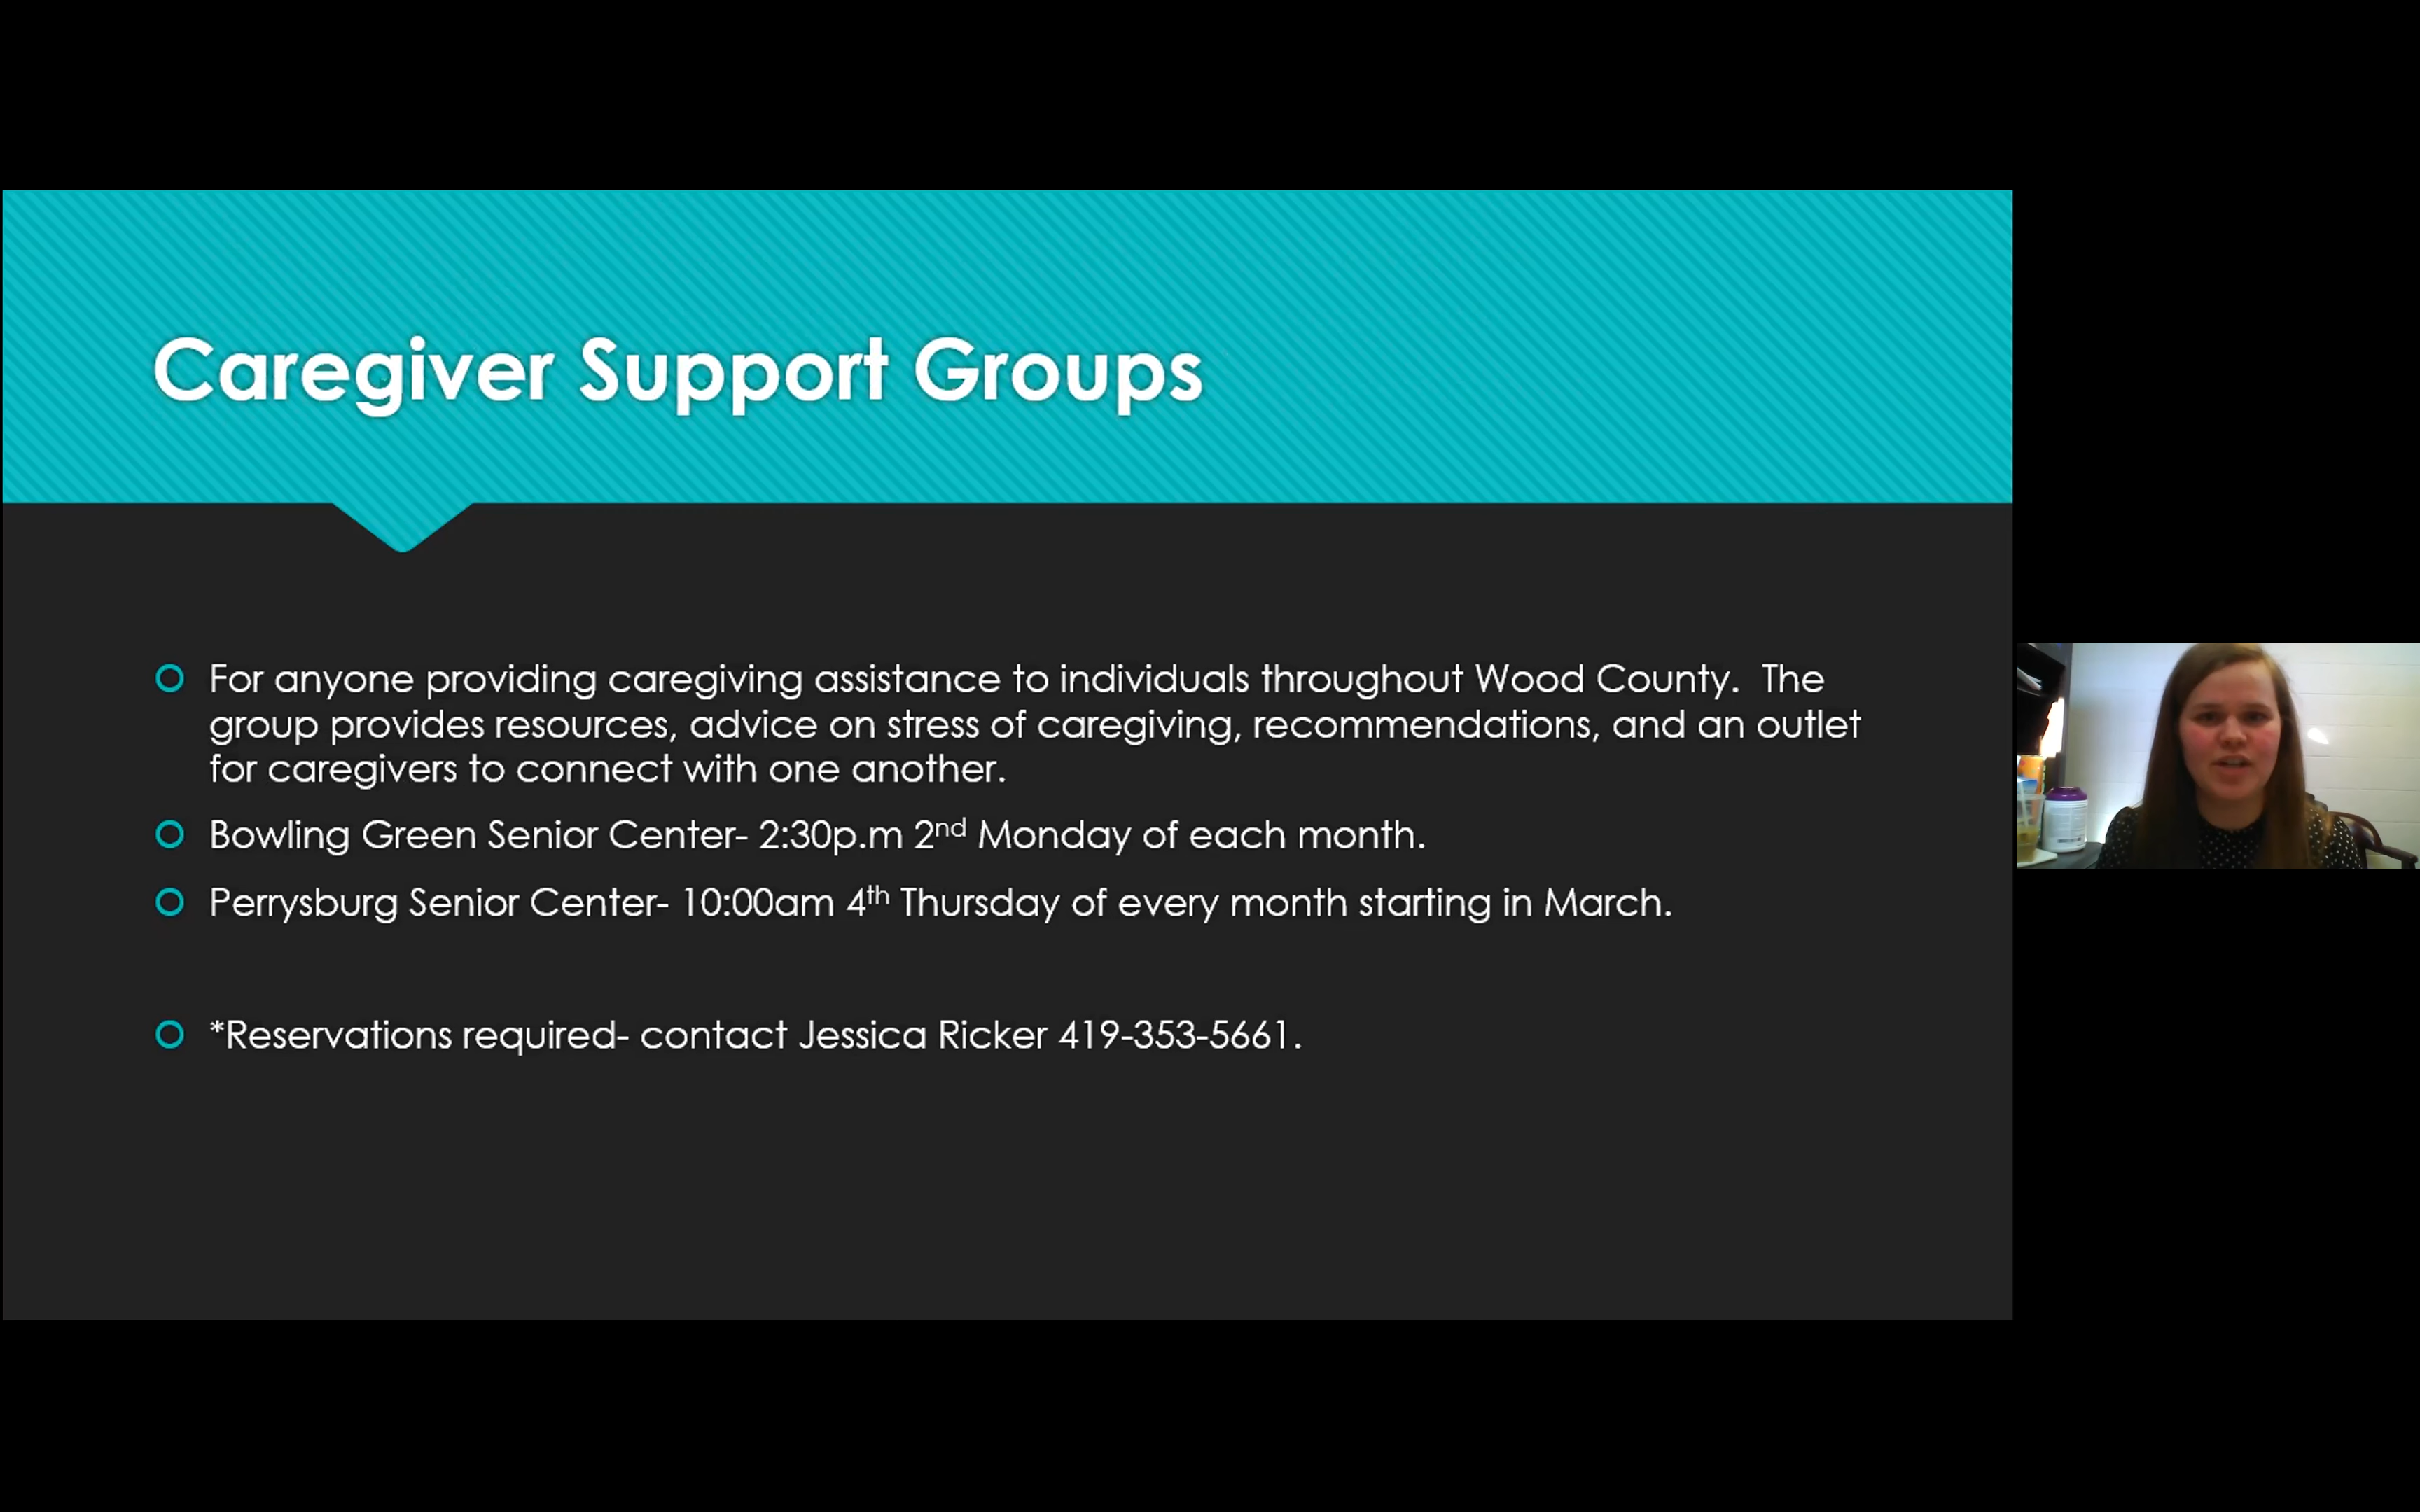 Caregiver Support Groups
For anyone providing caregiving assistance to individuals throughout Wood County.  The
group provides resources, advice on stress of caregiving, recommendations, and an outlet
for caregivers to connect with one another.
Bowling Green Senior Center- 2:30p.m 2nd Monday of each month.
Perrysburg Senior Center- 10:00am 4th Thursday of every month starting in March.
*Reservations required- contact Jessica Ricker 419-353-5661.